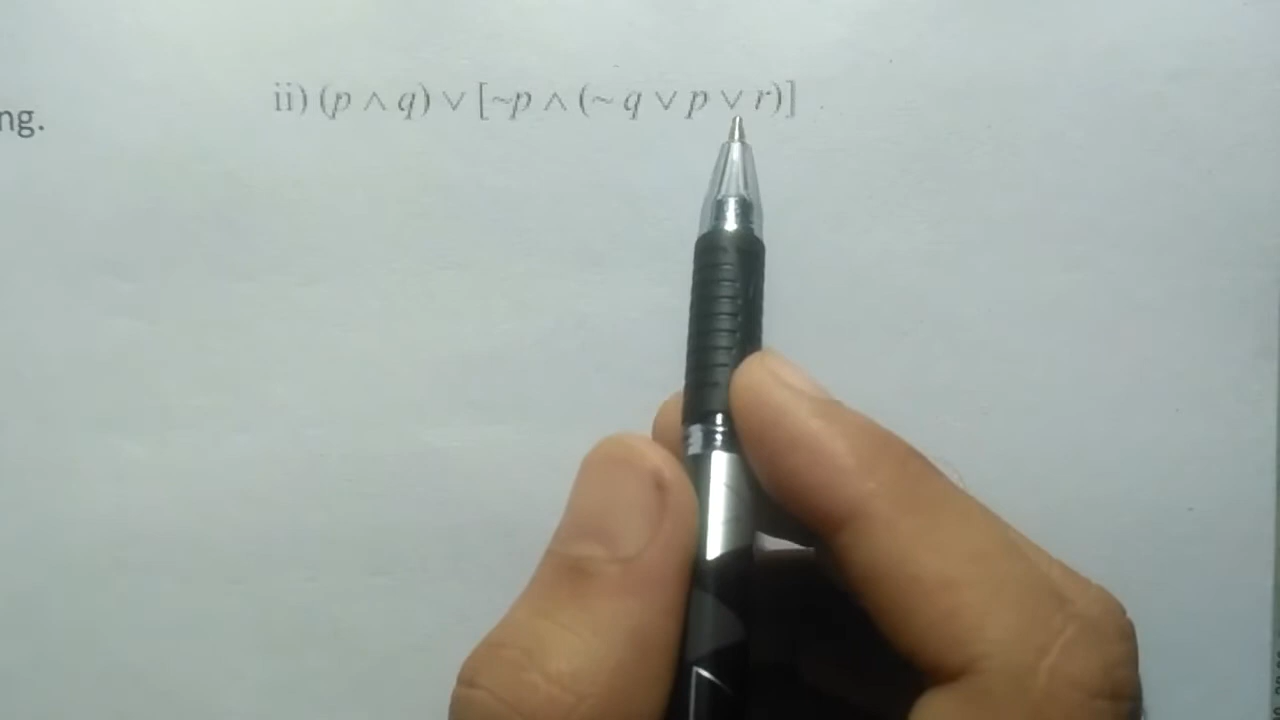 ng.
ii) (p ∧ q) ∨ [~p ∧ (~ q ∨ p ∨ r)]